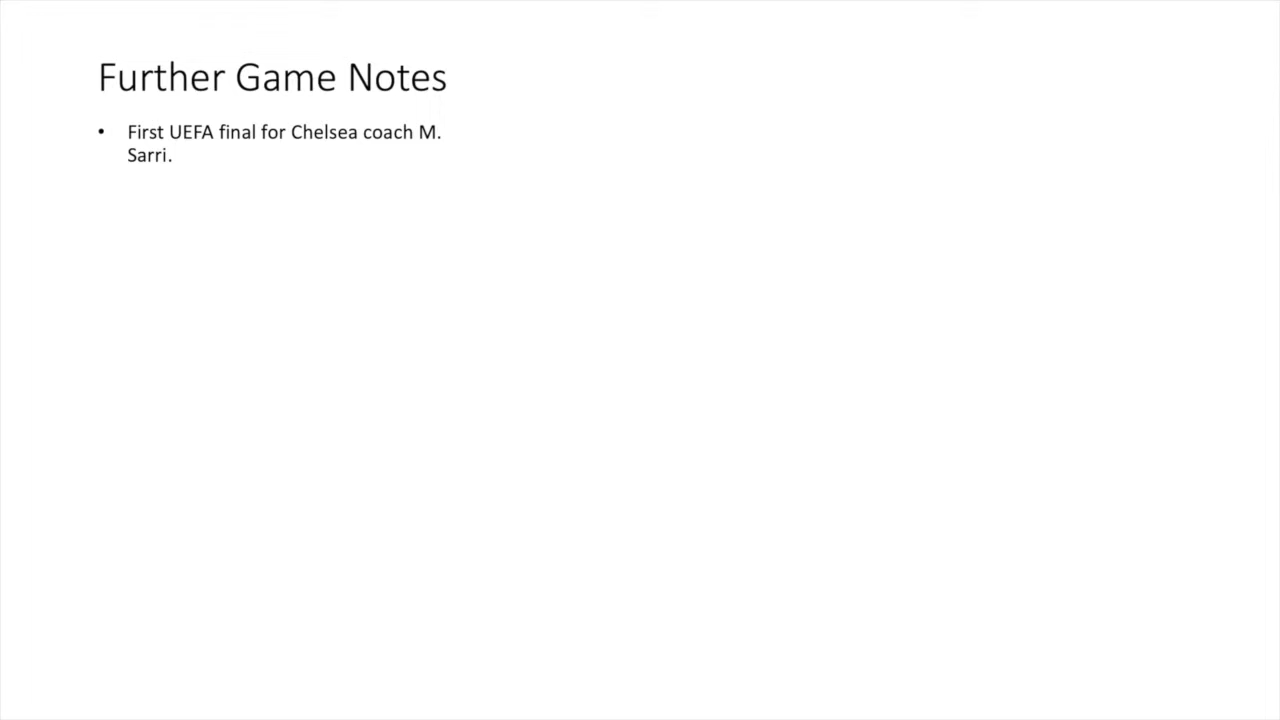 Further Game Notes
• First UEFA final for Chelsea coach M.
Sarri.